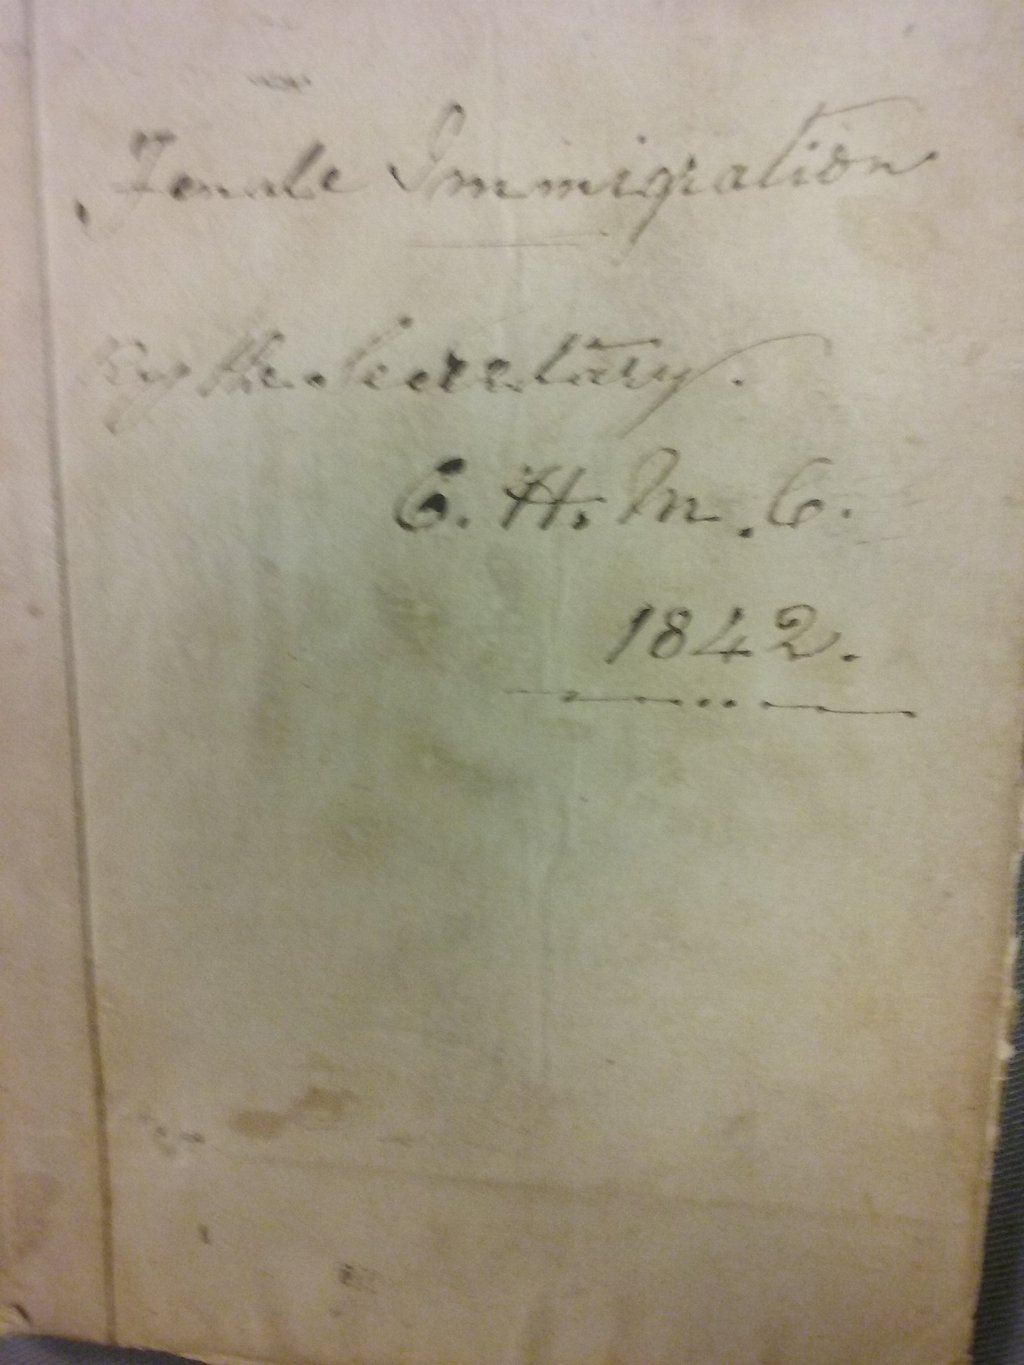 Female Immigration
By the Secretary.
C. H. M. C.
1842.